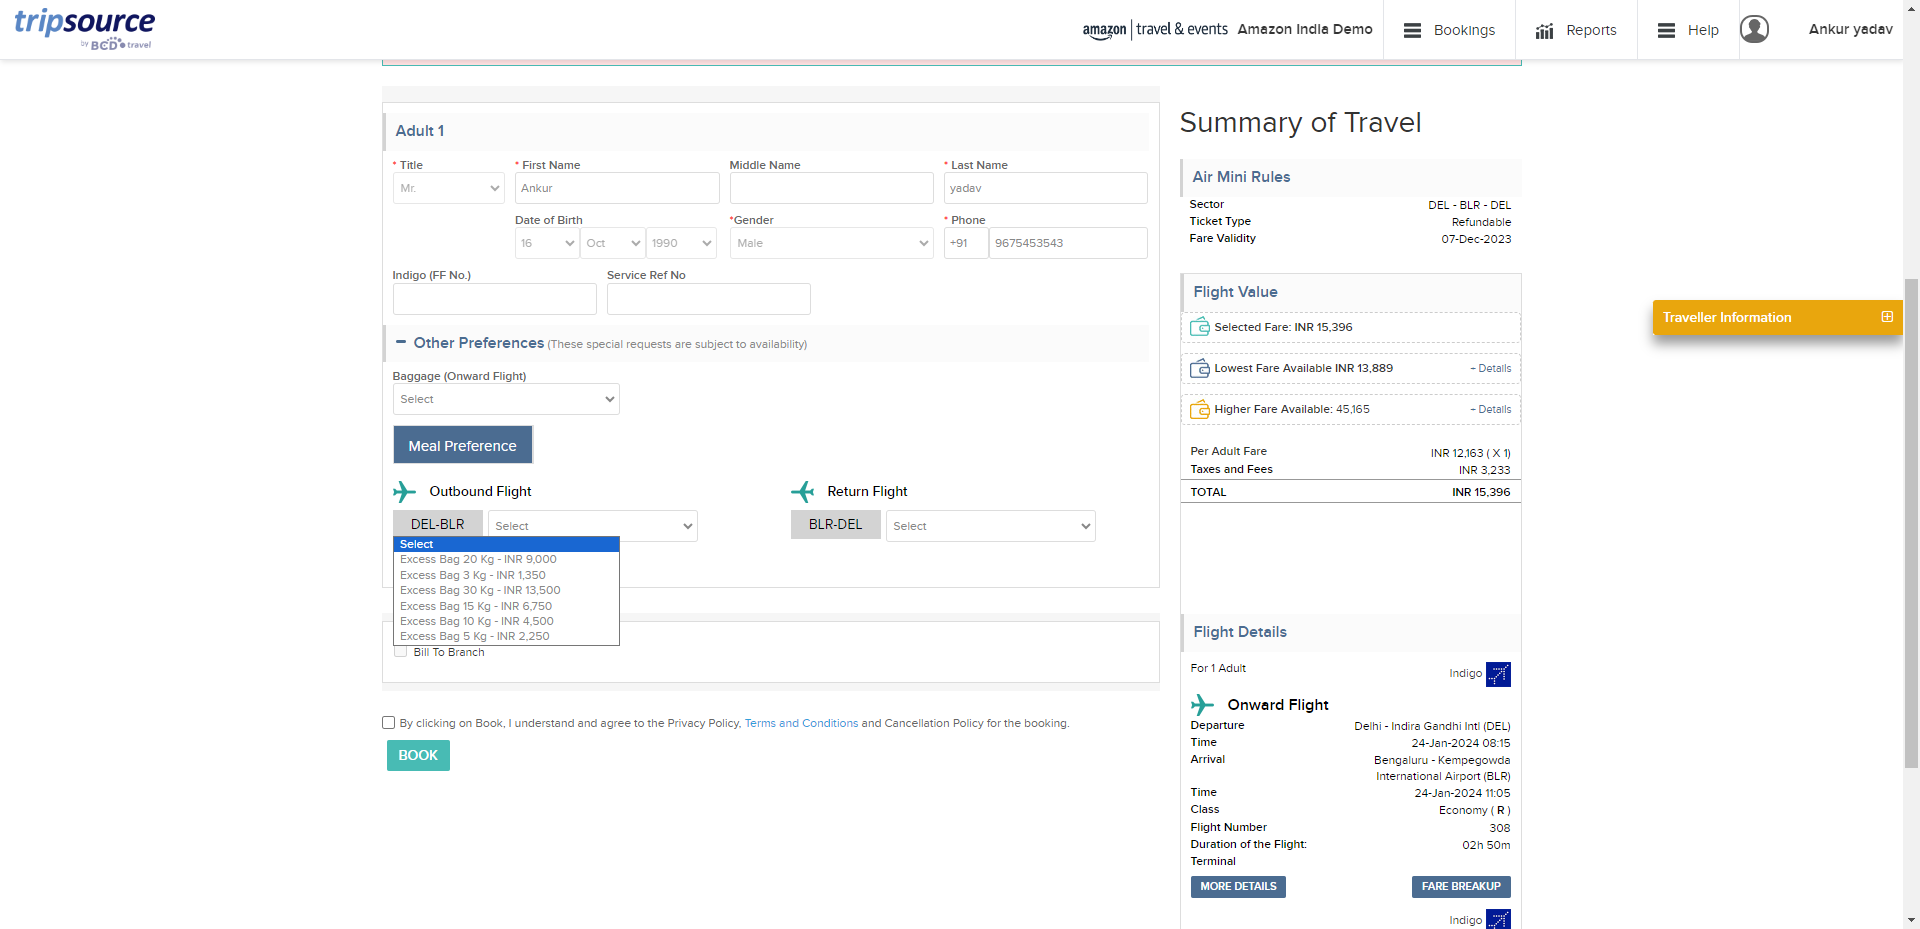 tripsource
by BCD travel
amazon | travel & events Amazon India Demo
Bookings
Reports
Help
Ankur yadav
Adult 1
* Title
* First Name
Middle Name
* Last Name
Mr.
Ankur
yadav
Date of Birth
*Gender
* Phone
16
Oct
1990
Male
+91
9675453543
Indigo (FF No.)
Service Ref No
Other Preferences (These special requests are subject to availability)
Baggage (Onward Flight)
Select
Meal Preference
Outbound Flight
Return Flight
DEL-BLR
Select
BLR-DEL
Select
Select
Excess Bag 20 Kg - INR 9,000
Excess Bag 3 Kg - INR 1,350
Excess Bag 30 Kg - INR 13,500
Excess Bag 15 Kg - INR 6,750
Excess Bag 10 Kg - INR 4,500
Excess Bag 5 Kg - INR 2,250
Bill To Branch
By clicking on Book, I understand and agree to the Privacy Policy, Terms and Conditions and Cancellation Policy for the booking.
BOOK
Summary of Travel
Air Mini Rules
Sector DEL - BLR - DEL
Ticket Type Refundable
Fare Validity 07-Dec-2023
Flight Value
Selected Fare: INR 15,396
Lowest Fare Available INR 13,889 + Details
Higher Fare Available: 45,165 + Details
Per Adult Fare INR 12,163 ( X 1)
Taxes and Fees INR 3,233
TOTAL INR 15,396
Flight Details
For 1 Adult Indigo
Onward Flight
Departure Delhi - Indira Gandhi Intl (DEL)
Time 24-Jan-2024 08:15
Arrival Bengaluru - Kempegowda
International Airport (BLR)
Time 24-Jan-2024 11:05
Class Economy ( R )
Flight Number 308
Duration of the Flight: 02h 50m
Terminal
MORE DETAILS
FARE BREAKUP
Indigo
Traveller Information